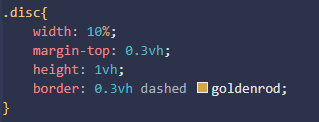 .disc{
    width: 10%;
    margin-top: 0.3vh;
    height: 1vh;
    border: 0.3vh dashed goldenrod;
}